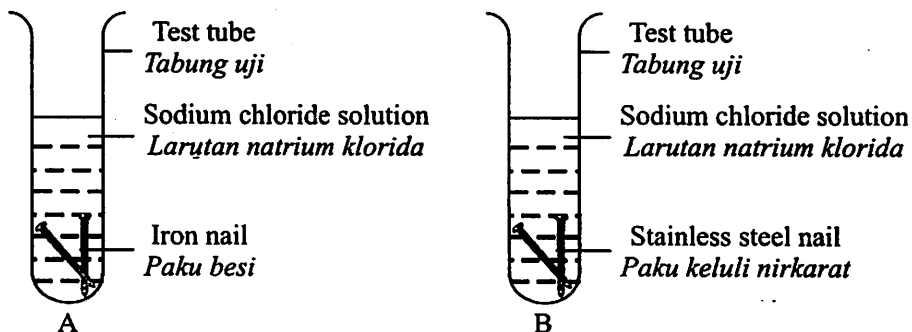 Test tube
Tabung uji
Sodium chloride solution
Larutan natrium klorida
Iron nail
Paku besi
A
Test tube
Tabung uji
Sodium chloride solution
Larutan natrium klorida
Stainless steel nail
Paku keluli nirkarat
B